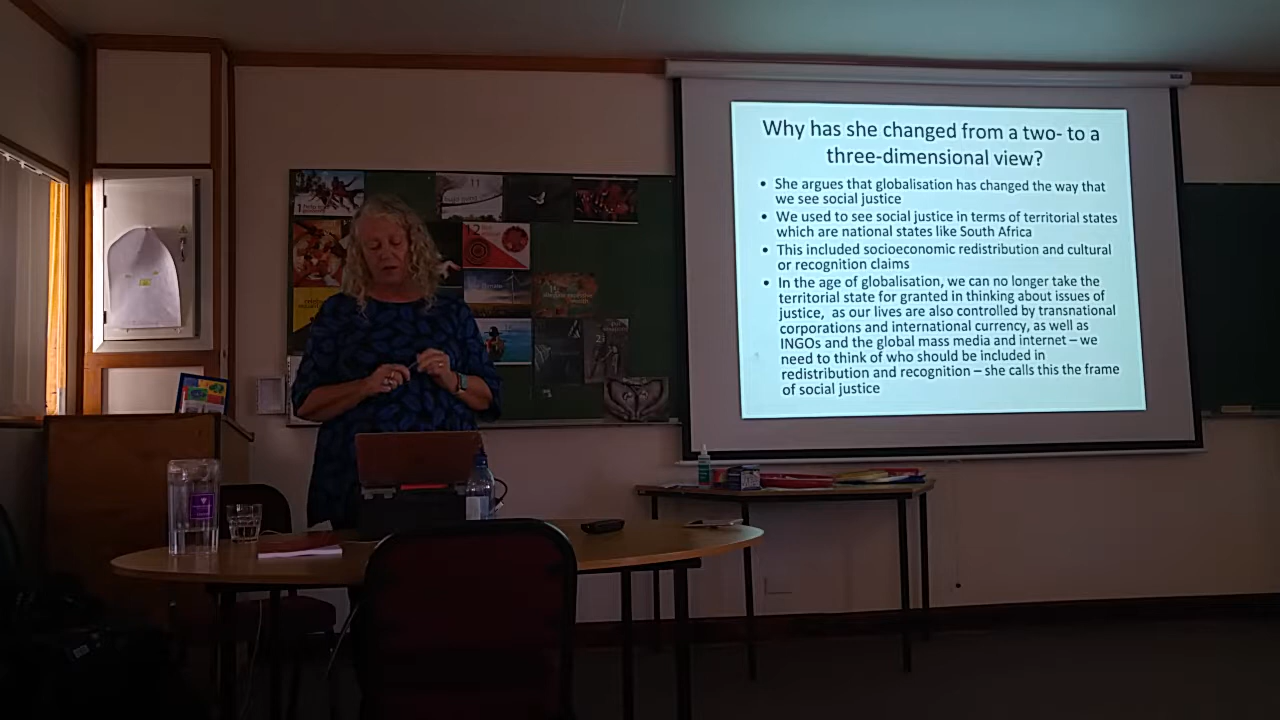 Why has she changed from a two- to a
three-dimensional view?
• She argues that globalisation has changed the way that
we see social justice
• We used to see social justice in terms of territorial states
which are national states like South Africa
• This included socioeconomic redistribution and cultural
or recognition claims
• In the age of globalisation, we can no longer take the
territorial state for granted in thinking about issues of
justice, as our lives are also controlled by transnational
corporations and international currency, as well as
INGOs and the global mass media and internet – we
need to think of who should be included in
redistribution and recognition – she calls this the frame
of social justice
11
12